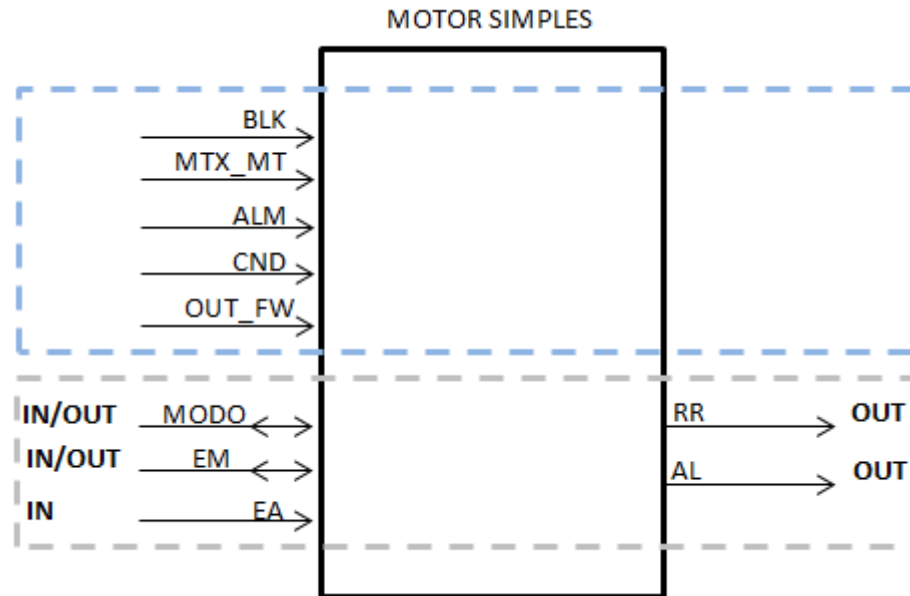 MOTOR SIMPLES
BLK
MTX_MT
ALM
CND
OUT_FW
IN/OUT MODO RR OUT
IN/OUT EM AL OUT
IN EA